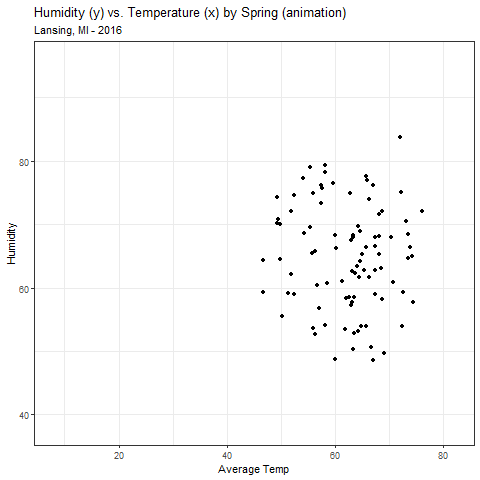 Humidity (y) vs. Temperature (x) by Spring (animation)
Lansing, MI - 2016
Humidity
80
60
40
20
40
60
80
Average Temp